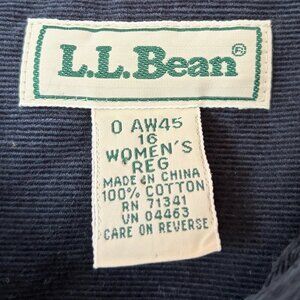 L.L.Bean®
0 AW45
16
WOMEN'S
REG
MADE IN CHINA
100% COTTON
RN 71341
VN 04463
CARE ON REVERSE